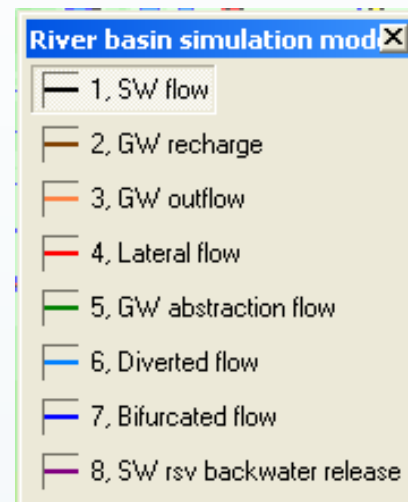 River basin simulation mod
1, SW flow
2, GW recharge
3, GW outflow
4, Lateral flow
5, GW abstraction flow
6, Diverted flow
7, Bifurcated flow
8, SW rsv backwater release